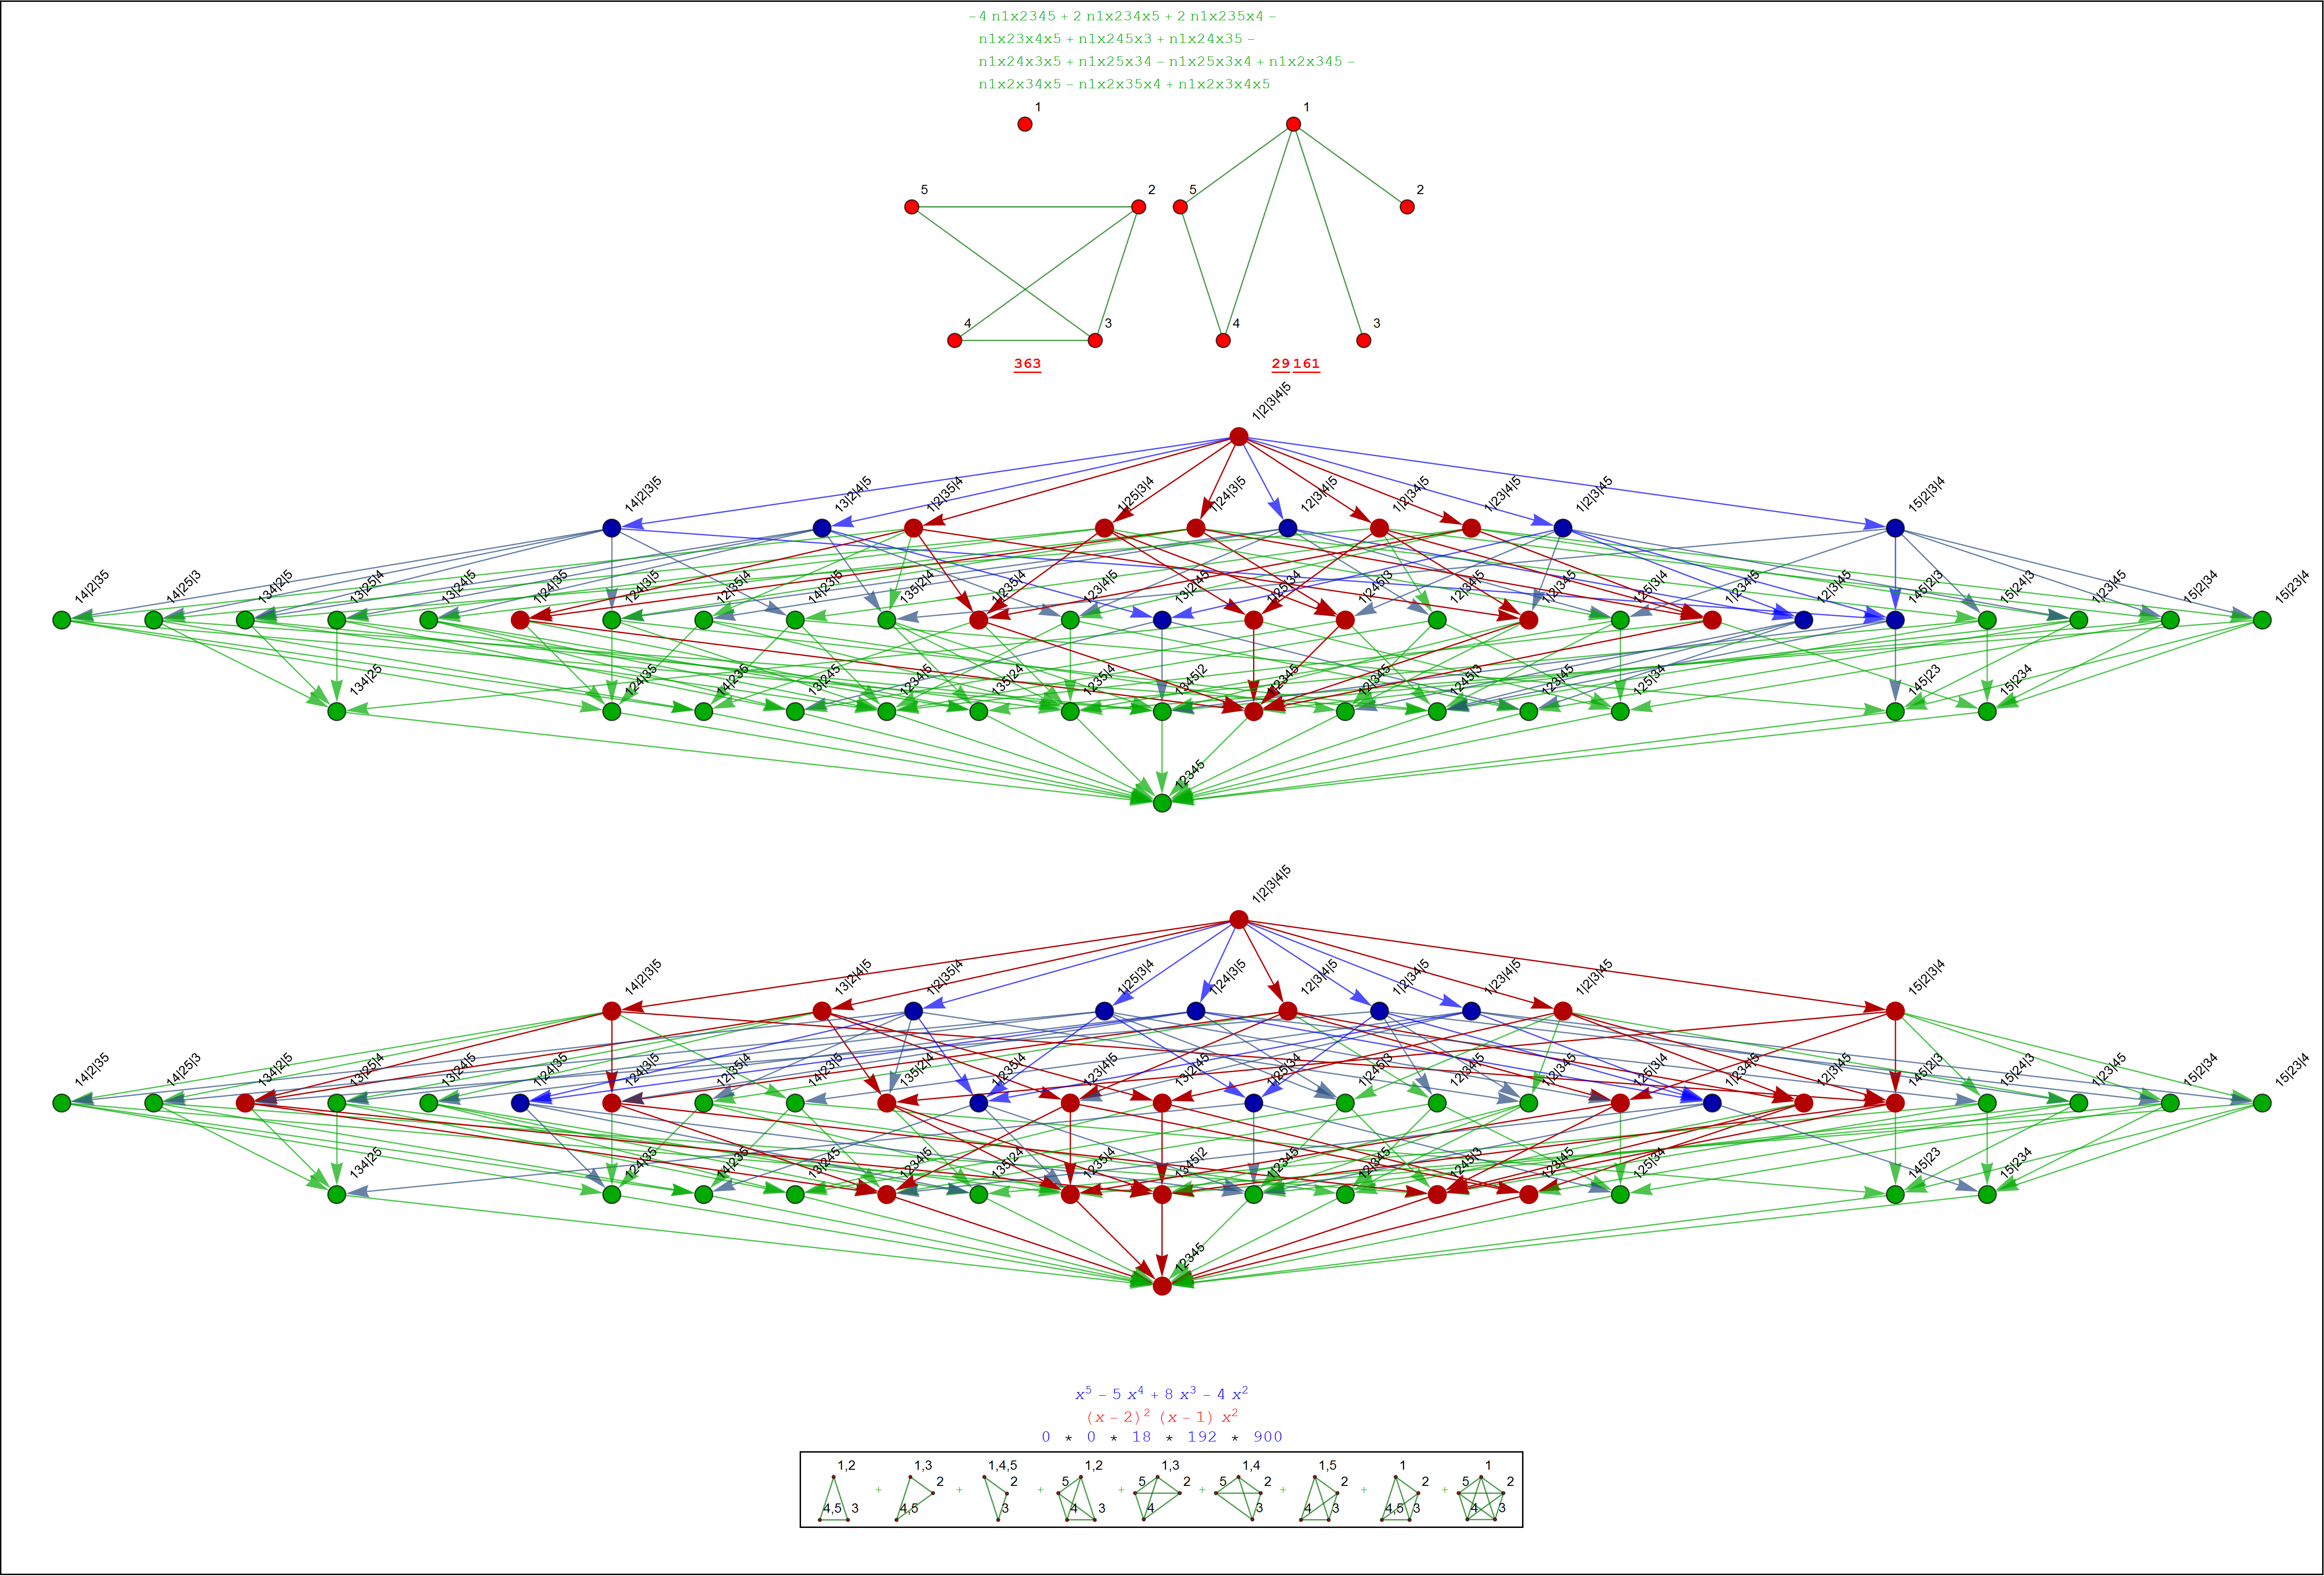 −4 n1x2345 + 2 n1x234x5 + 2 n1x235x4 −
n1x23x4x5 + n1x245x3 + n1x24x35 −
n1x24x3x5 + n1x25x34 − n1x25x3x4 + n1x2x345 −
n1x2x34x5 − n1x2x35x4 + n1x2x3x4x5
1 1
5 2 5 2
4 3 4 3
363 29 161
1|2|3|4|5
14|2|3|5 13|2|4|5 1|2|35|4 1|25|3|4 1|24|3|5 12|3|4|5 1|2|34|5 1|23|4|5 1|2|3|45 15|2|3|4
14|2|35 14|25|3 134|2|5 13|25|4 13|24|5 1|24|35 124|3|5 12|35|4 14|23|5 135|2|4 1|235|4 123|4|5 13|2|45 1|25|34 1|245|3 12|34|5 1|2|345 125|3|4 1|234|5 12|3|45 145|2|3 15|24|3 1|23|45 15|2|34 15|23|4
134|25 124|35 14|235 13|245 1234|5 135|24 1235|4 1345|2 1|2345 12|345 1245|3 123|45 125|34 145|23 15|234
12345
1|2|3|4|5
14|2|3|5 13|2|4|5 1|2|35|4 1|25|3|4 1|24|3|5 12|3|4|5 1|2|34|5 1|23|4|5 1|2|3|45 15|2|3|4
14|2|35 14|25|3 134|2|5 13|25|4 13|24|5 1|24|35 124|3|5 12|35|4 14|23|5 135|2|4 1|235|4 123|4|5 13|2|45 1|25|34 1|245|3 12|34|5 1|2|345 125|3|4 1|234|5 12|3|45 145|2|3 15|24|3 1|23|45 15|2|34 15|23|4
134|25 124|35 14|235 13|245 1234|5 135|24 1235|4 1345|2 1|2345 12|345 1245|3 123|45 125|34 145|23 15|234
12345
x⁵ − 5 x⁴ + 8 x³ − 4 x²
(x − 2)² (x − 1) x²
0 * 0 * 18 * 192 * 900
1,2 1,3 1,4,5 1,2 1,3 1,4 1,5 1 1
2 2 5 5 2 5 2 2 2 5 2
+ + + + + + + +
4,5 3 4,5 3 4 3 4 3 4 3 4,5 3 4 3